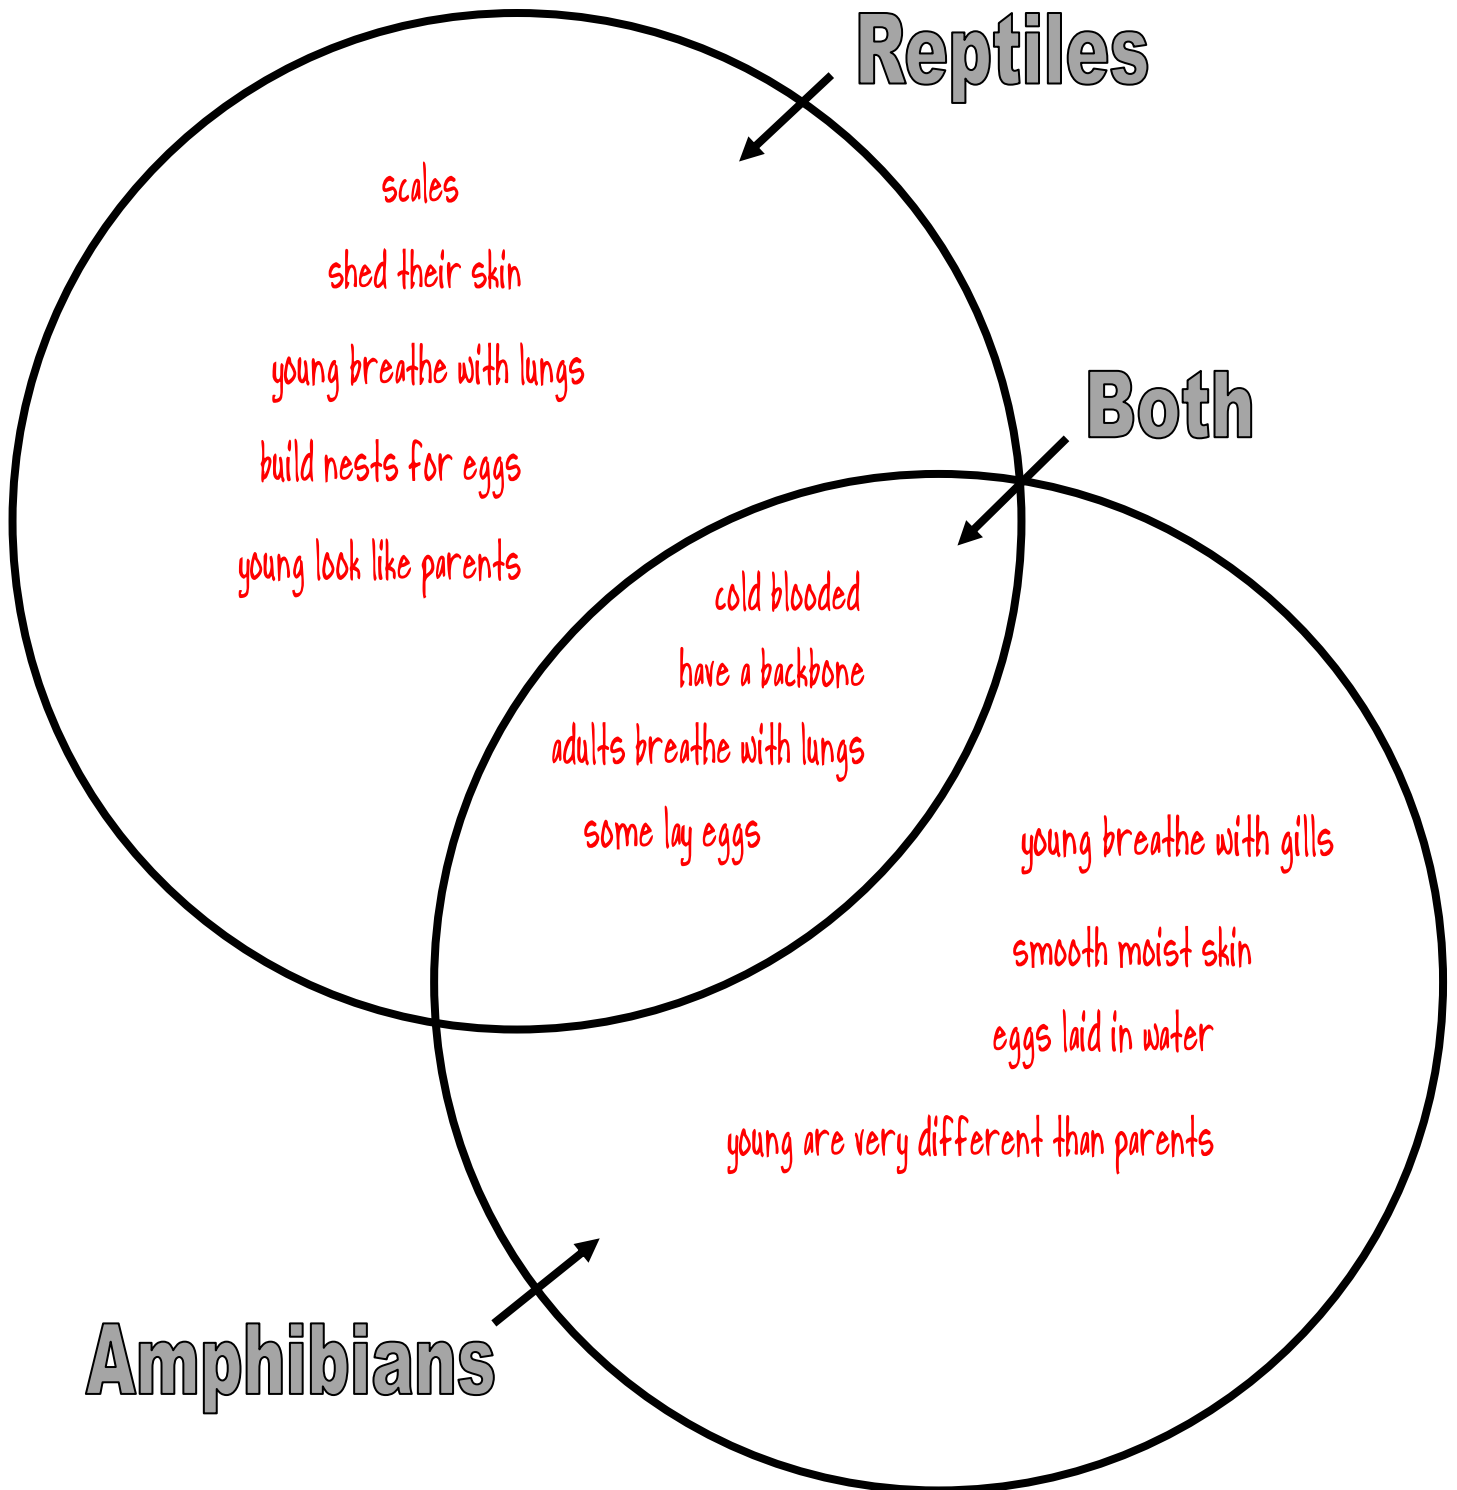 Reptiles
scales
shed their skin
young breathe with lungs
Both
build nests for eggs
young look like parents
cold blooded
have a backbone
adults breathe with lungs
some lay eggs
young breathe with gills
smooth moist skin
eggs laid in water
young are very different than parents
Amphibians